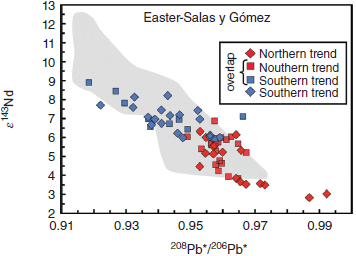 13
12
11
10
9
8
7
6
5
4
3
2
ε¹⁴³Nd
Easter-Salas y Gómez
overlap
Northern trend
Nouthern trend
Southern trend
Southern trend
0.91 0.93 0.95 0.97 0.99
²⁰⁸Pb*/²⁰⁶Pb*